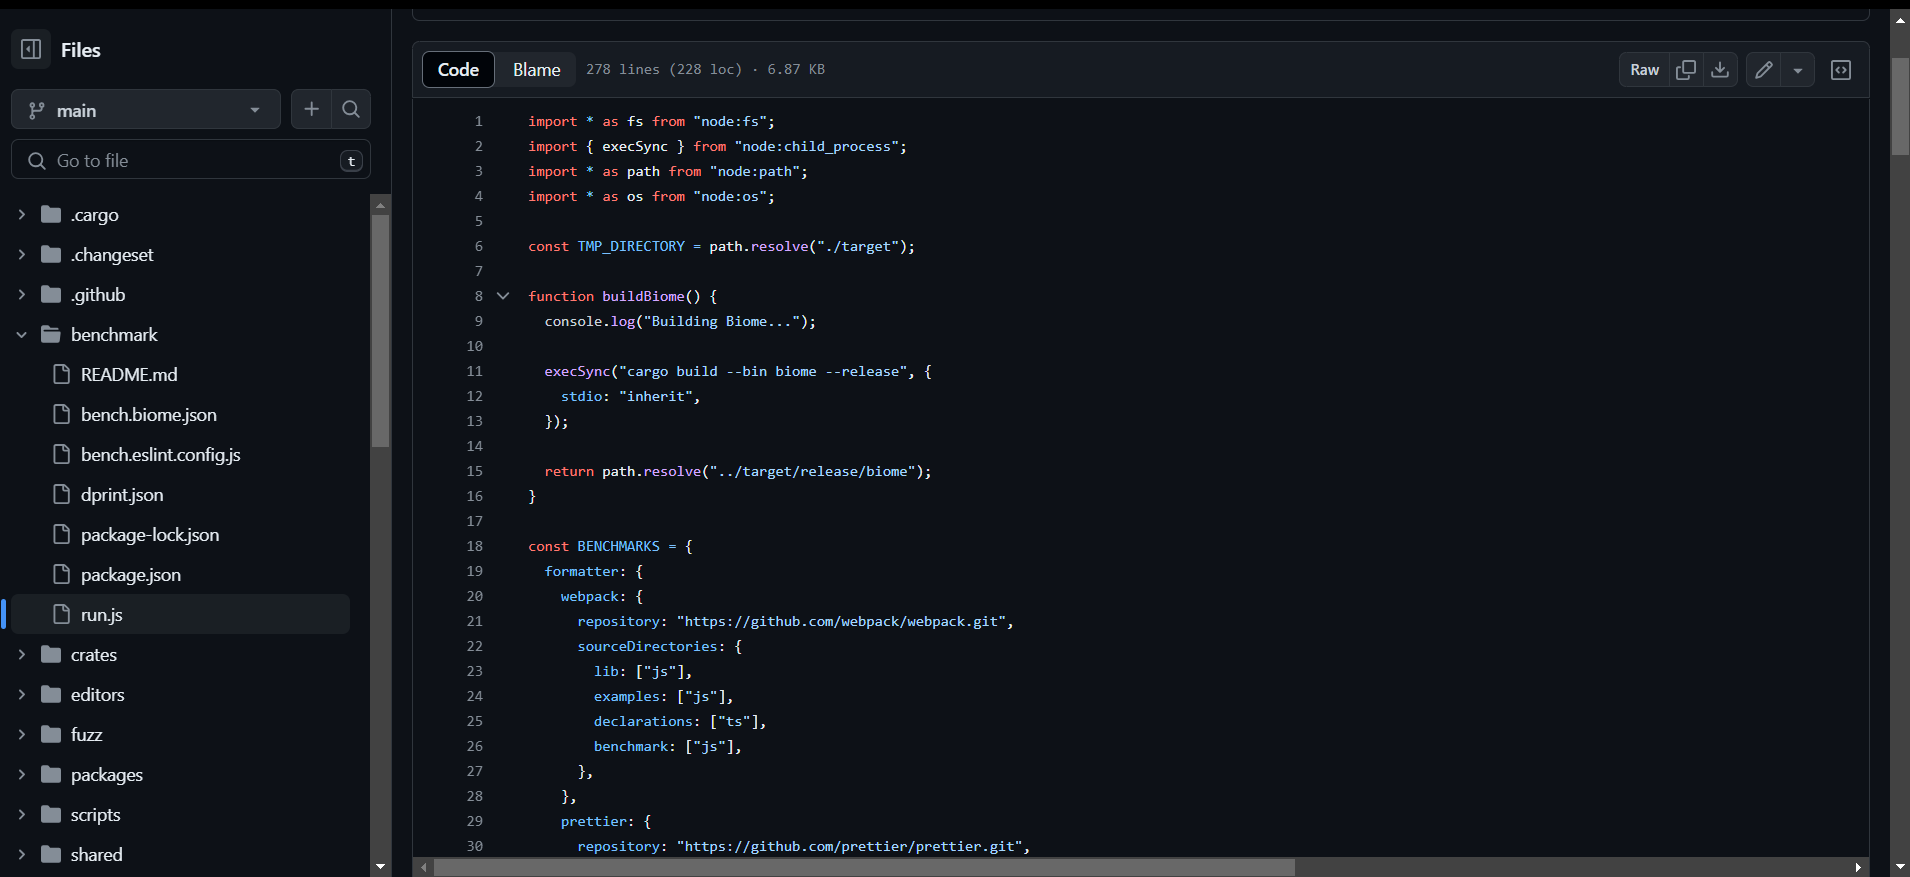 Files
main
Go to file
t
.cargo
.changeset
.github
benchmark
README.md
bench.biome.json
bench.eslint.config.js
dprint.json
package-lock.json
package.json
run.js
crates
editors
fuzz
packages
scripts
shared
Code Blame 278 lines (228 loc) · 6.87 KB Raw
1 import * as fs from "node:fs";
2 import { execSync } from "node:child_process";
3 import * as path from "node:path";
4 import * as os from "node:os";
5
6 const TMP_DIRECTORY = path.resolve("./target");
7
8 function buildBiome() {
9   console.log("Building Biome...");
10
11   execSync("cargo build --bin biome --release", {
12     stdio: "inherit",
13   });
14
15   return path.resolve("../target/release/biome");
16 }
17
18 const BENCHMARKS = {
19   formatter: {
20     webpack: {
21       repository: "https://github.com/webpack/webpack.git",
22       sourceDirectories: {
23         lib: ["js"],
24         examples: ["js"],
25         declarations: ["ts"],
26         benchmark: ["js"],
27       },
28     },
29     prettier: {
30       repository: "https://github.com/prettier/prettier.git",